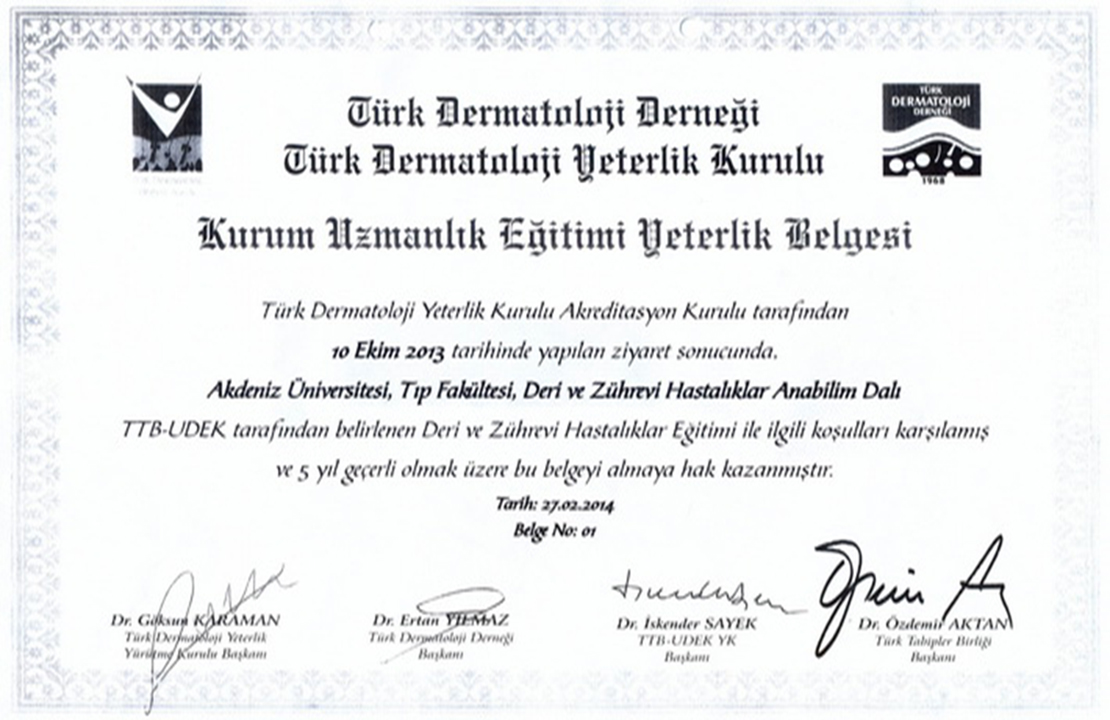 Türk Dermatoloji Derneği
Türk Dermatoloji Yeterlik Kurulu
TÜRK
DERMATOLOJİ
DERNEĞİ
1968
Kurum Uzmanlık Eğitimi Yeterlik Belgesi
Türk Dermatoloji Yeterlik Kurulu Akreditasyon Kurulu tarafından
10 Ekim 2013 tarihinde yapılan ziyaret sonucunda.
Akdeniz Üniversitesi, Tıp Fakültesi, Deri ve Zührevi Hastalıklar Anabilim Dalı
TTB-UDEK tarafından belirlenen Deri ve Zührevi Hastalıklar Eğitimi ile ilgili koşulları karşılamış
ve 5 yıl geçerli olmak üzere bu belgeyi almaya hak kazanmıştır.
Tarih: 27.02.2014
Belge No: 01
Dr. Göksun KARAMAN
Türk Dermatoloji Yeterlik
Yürütme Kurulu Başkanı
Dr. Ertan YILMAZ
Türk Dermatoloji Derneği
Başkanı
Dr. İskender SAYEK
TTB-UDEK YK
Başkanı
Dr. Özdemir AKTAN
Türk Tabipler Birliği
Başkanı